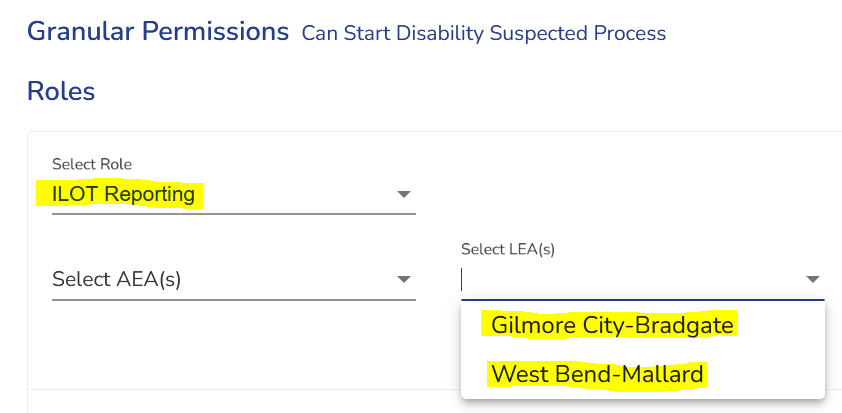 Granular Permissions Can Start Disability Suspected Process
Roles
Select Role
ILOT Reporting
Select LEA(s)
Select AEA(s)
Gilmore City-Bradgate
West Bend-Mallard